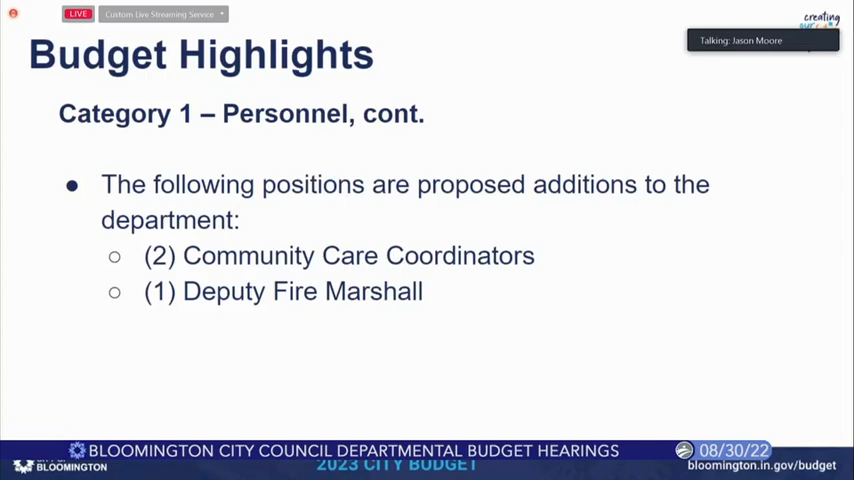 LIVE
Custom Live Streaming Service
creating
Talking: Jason Moore
Budget Highlights
Category 1 – Personnel, cont.
● The following positions are proposed additions to the
department:
○ (2) Community Care Coordinators
○ (1) Deputy Fire Marshall
BLOOMINGTON CITY COUNCIL DEPARTMENTAL BUDGET HEARINGS
08/30/22
BLOOMINGTON
2023 CITY BUDGET
bloomington.in.gov/budget